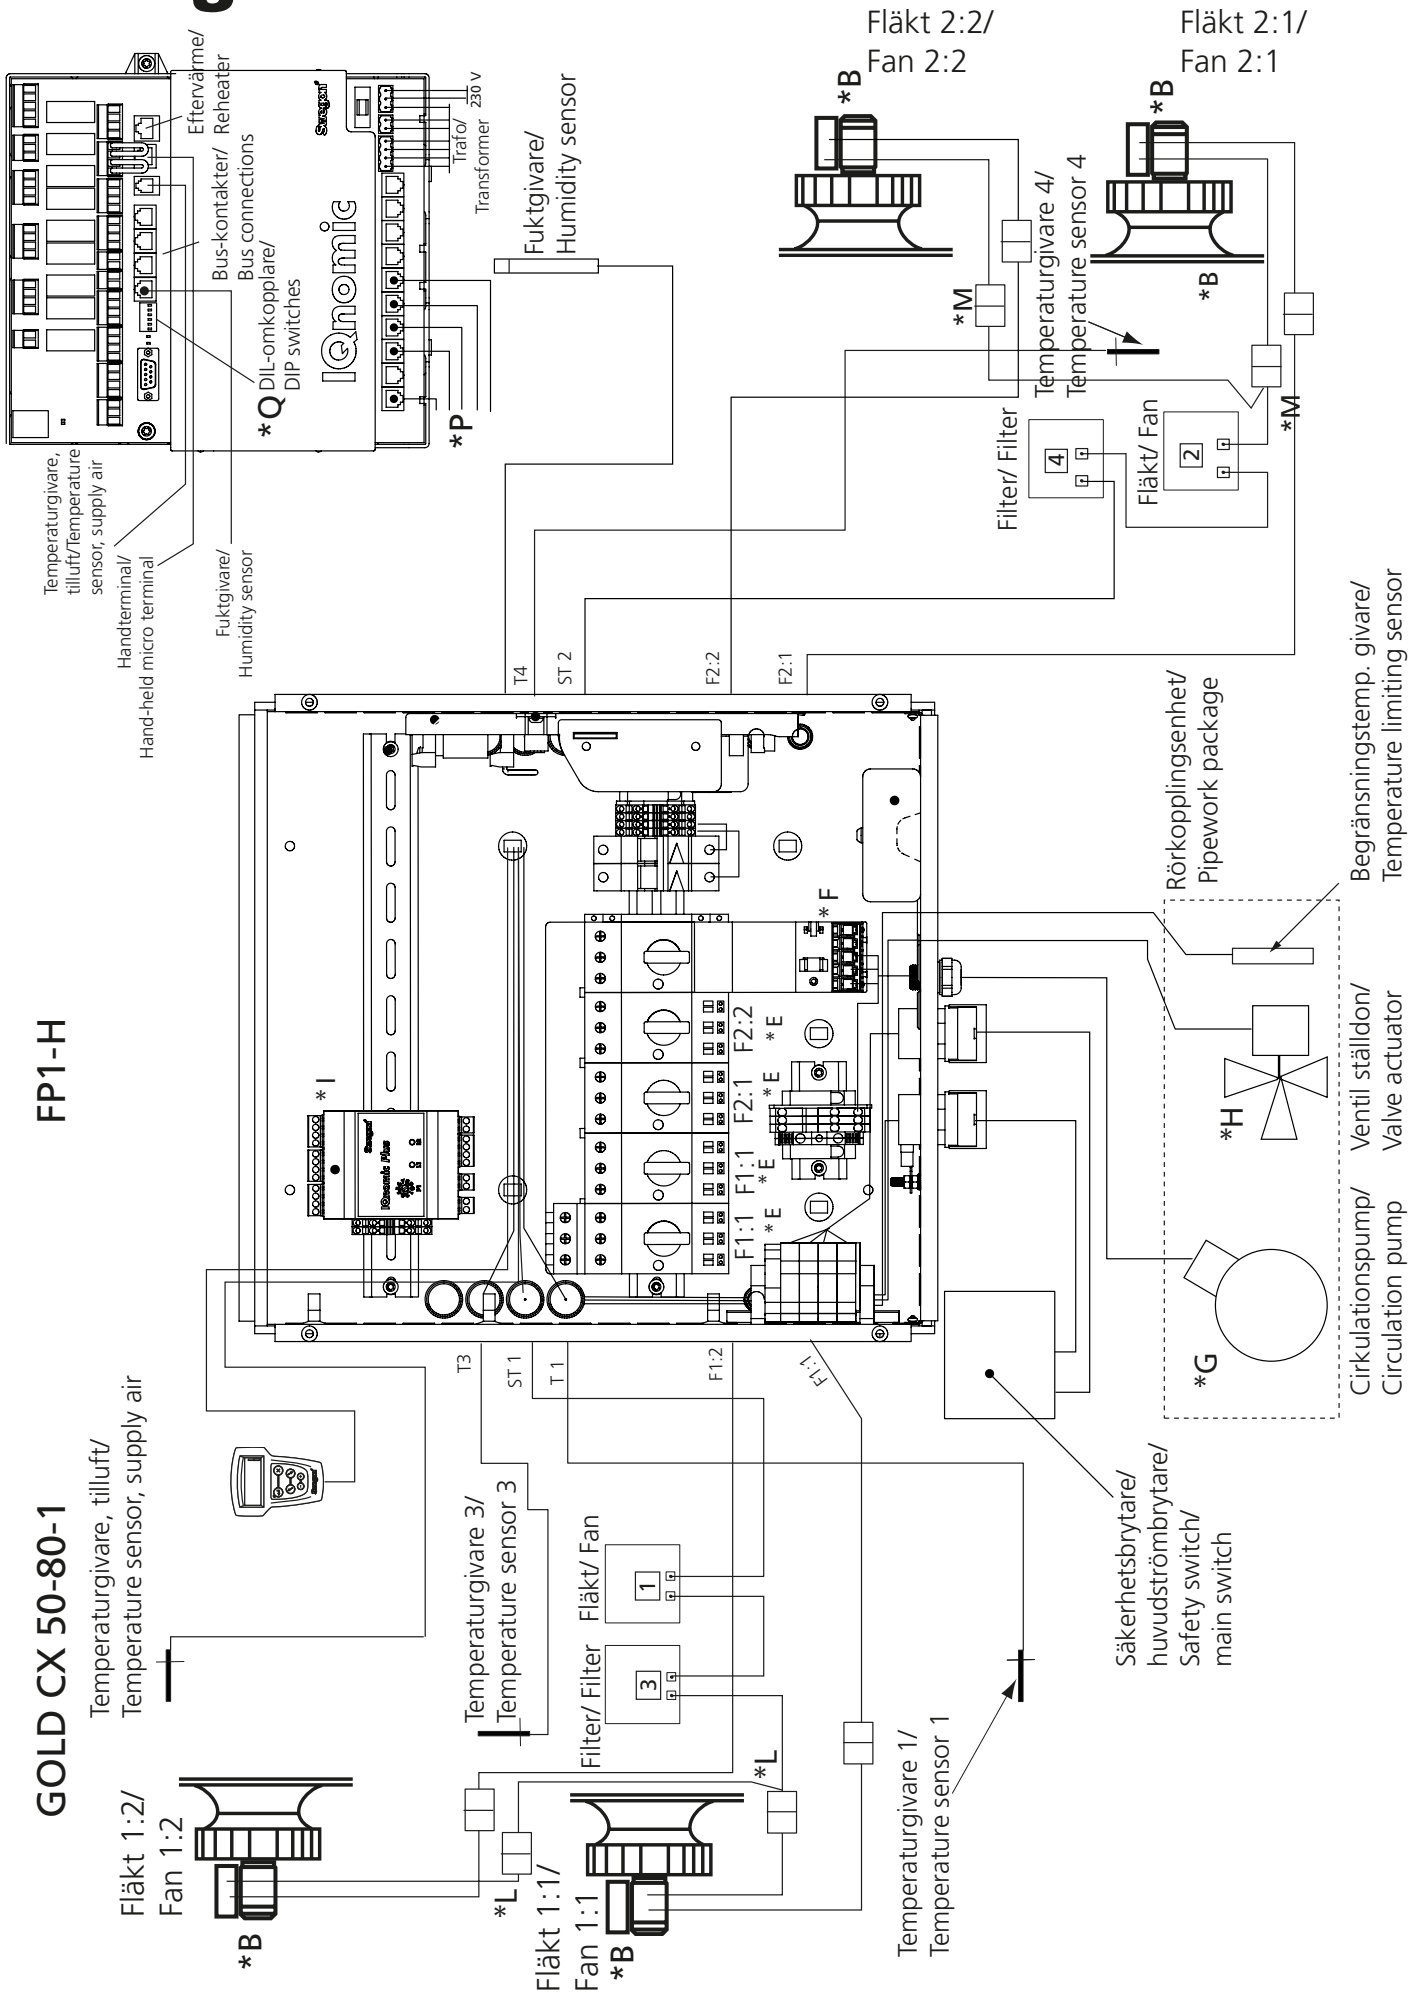 GOLD CX 50-80-1
FP1-H
Fläkt 1:2/
Fan 1:2
*B
Temperaturgivare, tilluft/
Temperature sensor, supply air
*L
Fläkt 1:1/
Fan 1:1
*B
*L
Temperaturgivare 3/
Temperature sensor 3
Filter/ Filter
3
Fläkt/ Fan
1
Temperaturgivare 1/
Temperature sensor 1
Säkerhetsbrytare/
huvudströmbrytare/
Safety switch/
main switch
T3
ST 1
T 1
F1:2
F1:1
*I
Swegon
IQnomic Plus
F1:1
F1:1
F2:1
F2:2
*E
*E
*E
*E
*F
T4
ST 2
F2:2
F2:1
*G
Cirkulationspump/
Circulation pump
*H
Ventil ställdon/
Valve actuator
Rörkopplingsenhet/
Pipework package
Begränsningstemp. givare/
Temperature limiting sensor
Temperaturgivare,
tilluft/Temperature
sensor, supply air
Handterminal/
Hand-held micro terminal
Fuktgivare/
Humidity sensor
*Q
DIL-omkopplare/
DIP switches
Bus-kontakter/
Bus connections
Eftervärme/
Reheater
Swegon
IQnomic
*P
Trafo/
Transformer
230 v
Fuktgivare/
Humidity sensor
Filter/ Filter
4
Fläkt/ Fan
2
Temperaturgivare 4/
Temperature sensor 4
*M
*M
Fläkt 2:2/
Fan 2:2
*B
Fläkt 2:1/
Fan 2:1
*B
*B